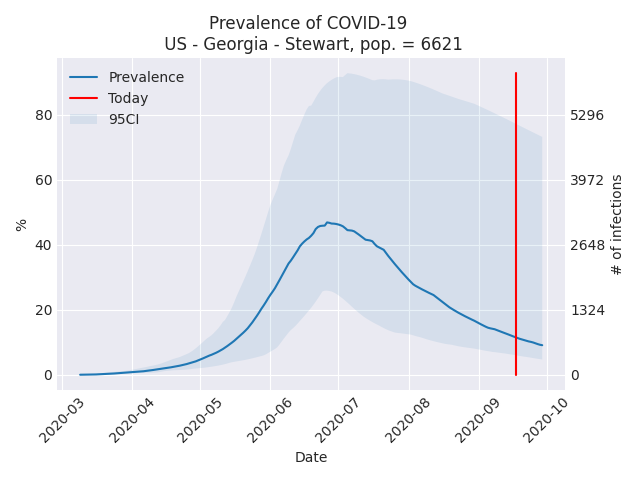 Prevalence of COVID-19
US - Georgia - Stewart, pop. = 6621
Prevalence
Today
95CI
80
60
40
20
0
%
5296
3972
2648
1324
0
# of infections
2020-03
2020-04
2020-05
2020-06
2020-07
2020-08
2020-09
2020-10
Date